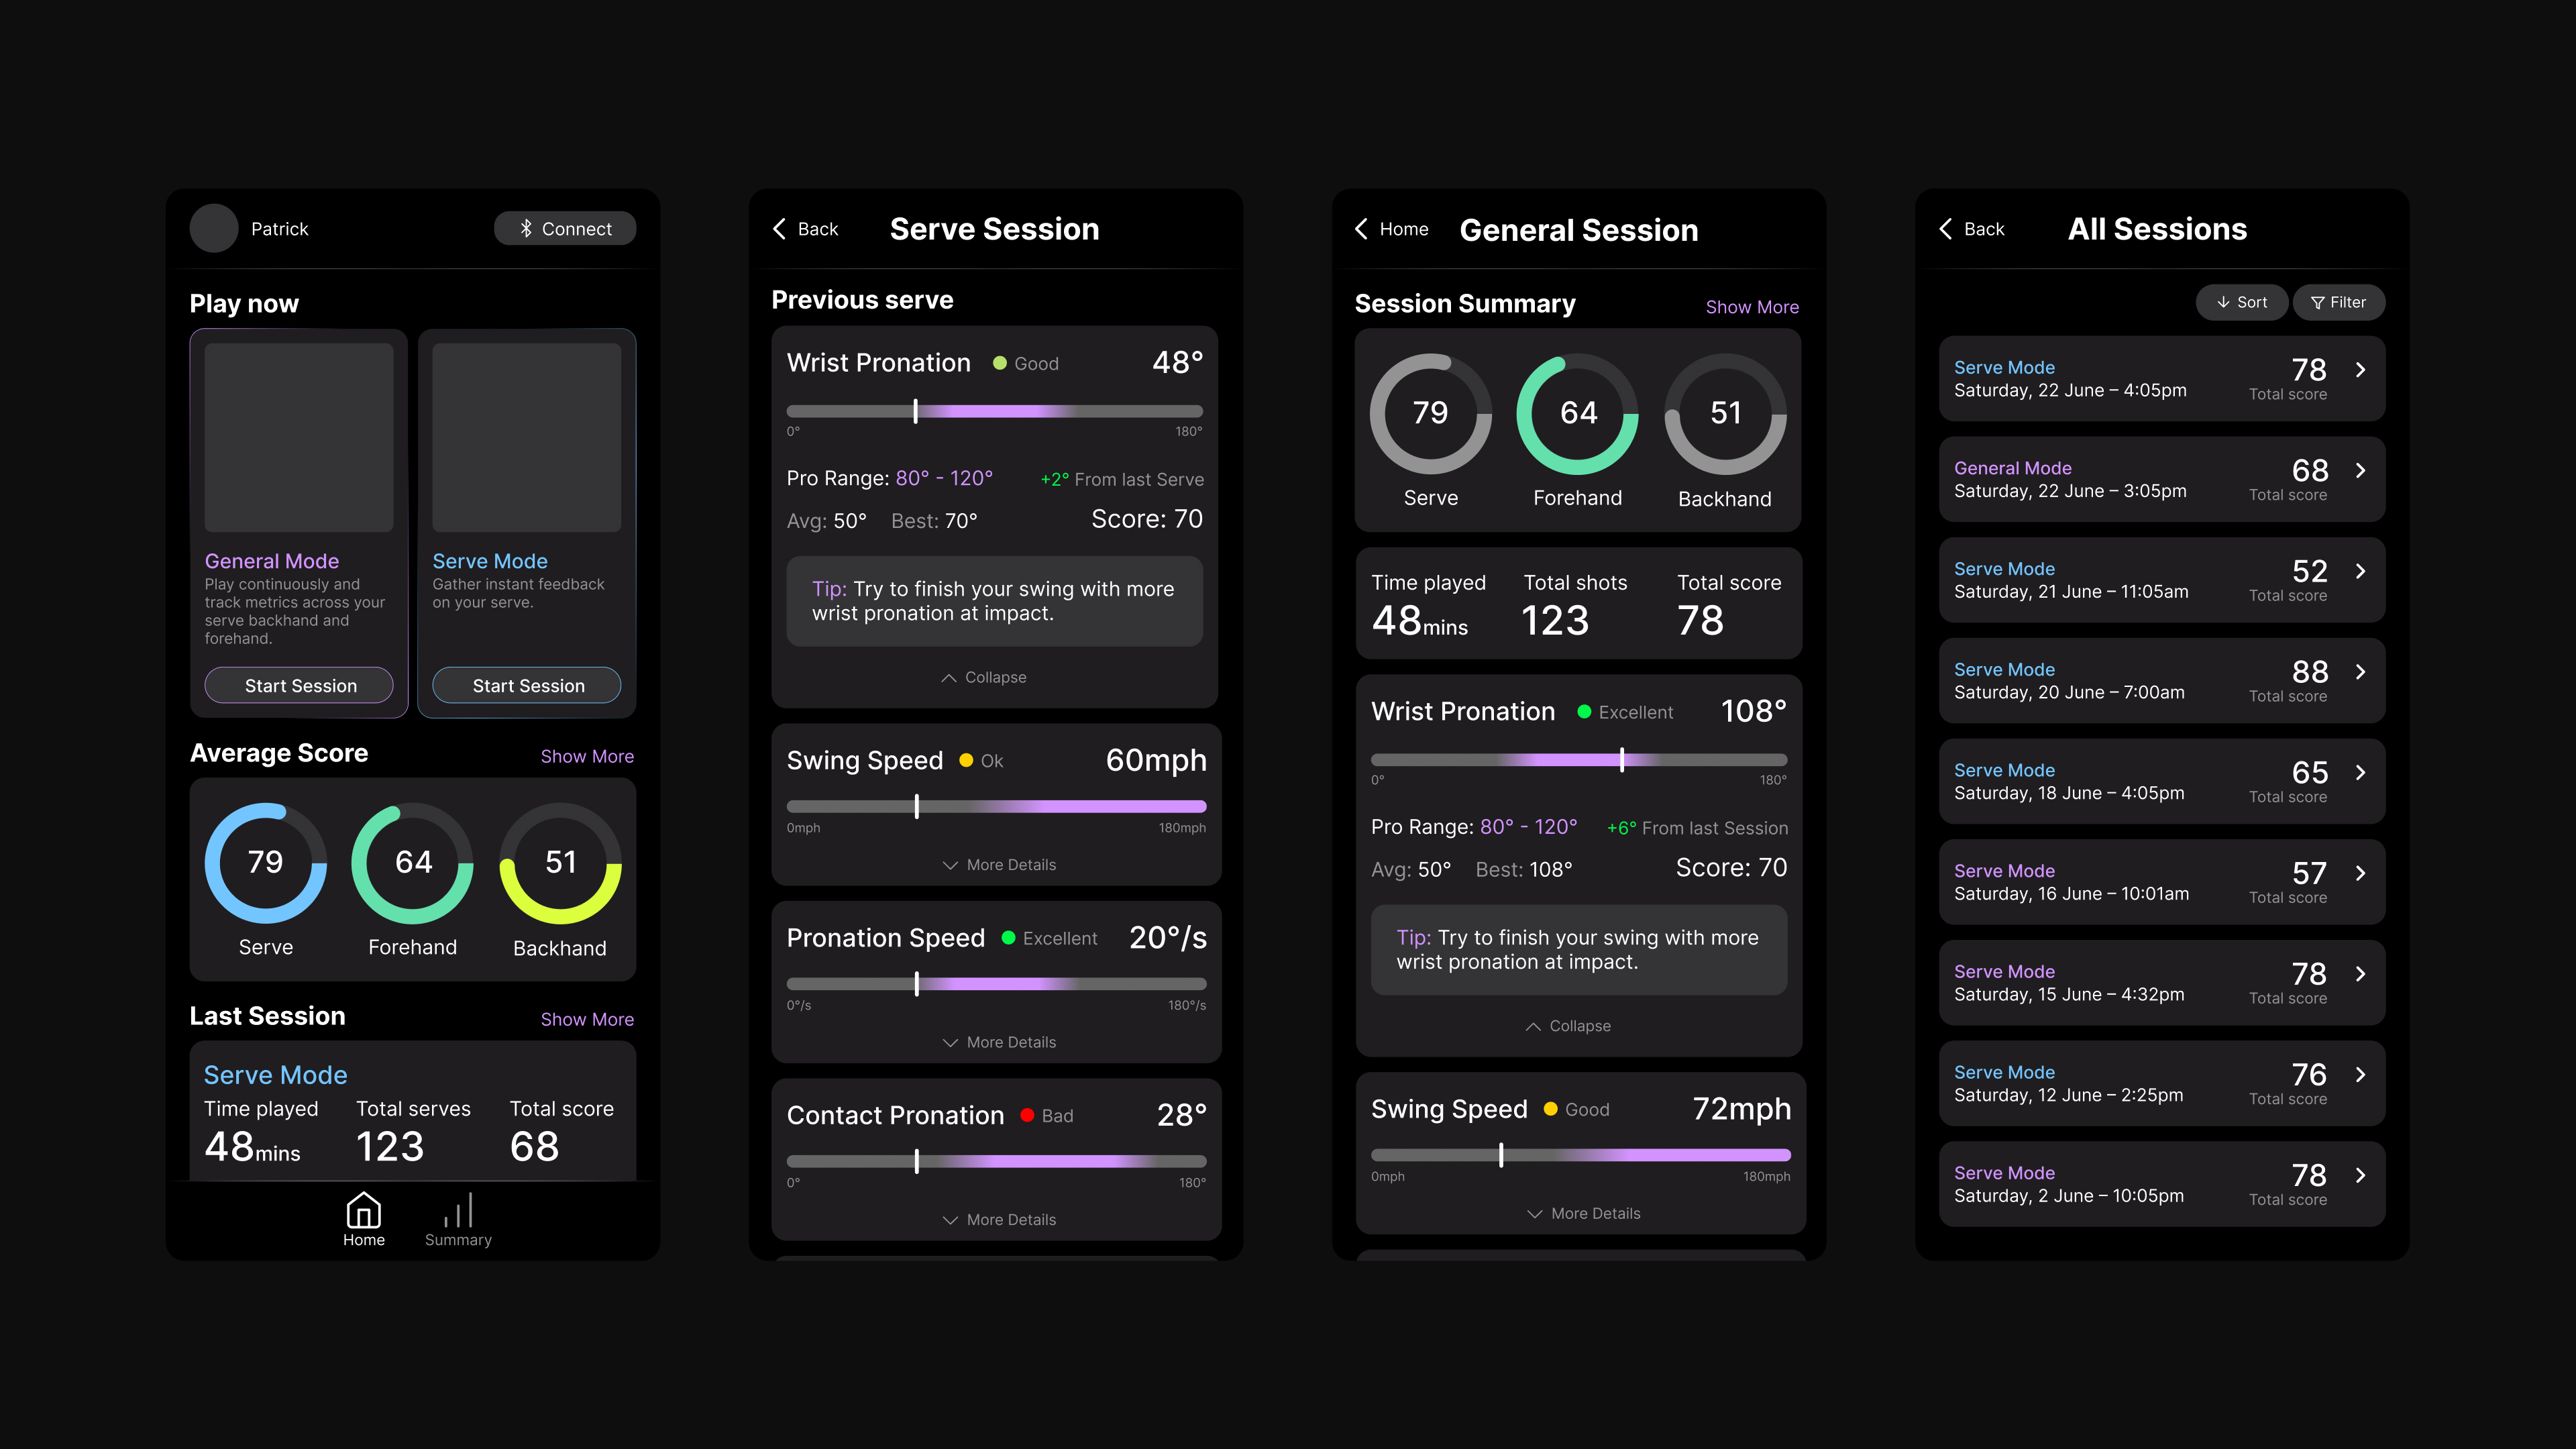 Patrick
Connect
Play now
General Mode
Play continuously and
track metrics across your
serve backhand and
forehand.
Start Session
Serve Mode
Gather instant feedback
on your serve.
Start Session
Average Score
Show More
79
64
51
Serve
Forehand
Backhand
Last Session
Show More
Serve Mode
Time played
Total serves
Total score
48mins
123
68
Home
Summary
Back
Serve Session
Previous serve
Wrist Pronation
Good
48°
0°
180°
Pro Range: 80° - 120°
+2° From last Serve
Avg: 50°
Best: 70°
Score: 70
Tip: Try to finish your swing with more
wrist pronation at impact.
Collapse
Swing Speed
Ok
60mph
0mph
180mph
More Details
Pronation Speed
Excellent
20°/s
0°/s
180°/s
More Details
Contact Pronation
Bad
28°
0°
180°
More Details
Home
General Session
Session Summary
Show More
79
64
51
Serve
Forehand
Backhand
Time played
Total shots
Total score
48mins
123
78
Wrist Pronation
Excellent
108°
0°
180°
Pro Range: 80° - 120°
+6° From last Session
Avg: 50°
Best: 108°
Score: 70
Tip: Try to finish your swing with more
wrist pronation at impact.
Collapse
Swing Speed
Good
72mph
0mph
180mph
More Details
Back
All Sessions
Sort
Filter
Serve Mode
Saturday, 22 June – 4:05pm
78
Total score
General Mode
Saturday, 22 June – 3:05pm
68
Total score
Serve Mode
Saturday, 21 June – 11:05am
52
Total score
Serve Mode
Saturday, 20 June – 7:00am
88
Total score
Serve Mode
Saturday, 18 June – 4:05pm
65
Total score
Serve Mode
Saturday, 16 June – 10:01am
57
Total score
Serve Mode
Saturday, 15 June – 4:32pm
78
Total score
Serve Mode
Saturday, 12 June – 2:25pm
76
Total score
Serve Mode
Saturday, 2 June – 10:05pm
78
Total score